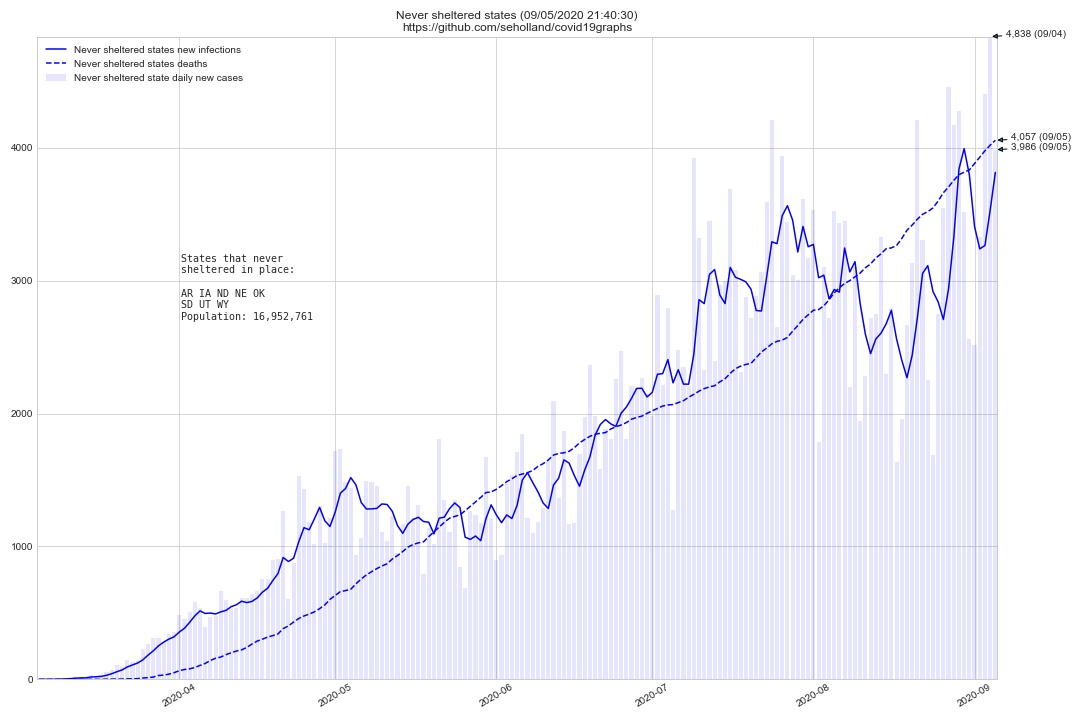 Never sheltered states (09/05/2020 21:40:30)
https://github.com/seholland/covid19graphs
4,838 (09/04)
Never sheltered states new infections
Never sheltered states deaths
Never sheltered state daily new cases
4,057 (09/05)
3,986 (09/05)
4000
3000
2000
1000
0
States that never
sheltered in place:
AR IA ND NE OK
SD UT WY
Population: 16,952,761
2020-04
2020-05
2020-06
2020-07
2020-08
2020-09